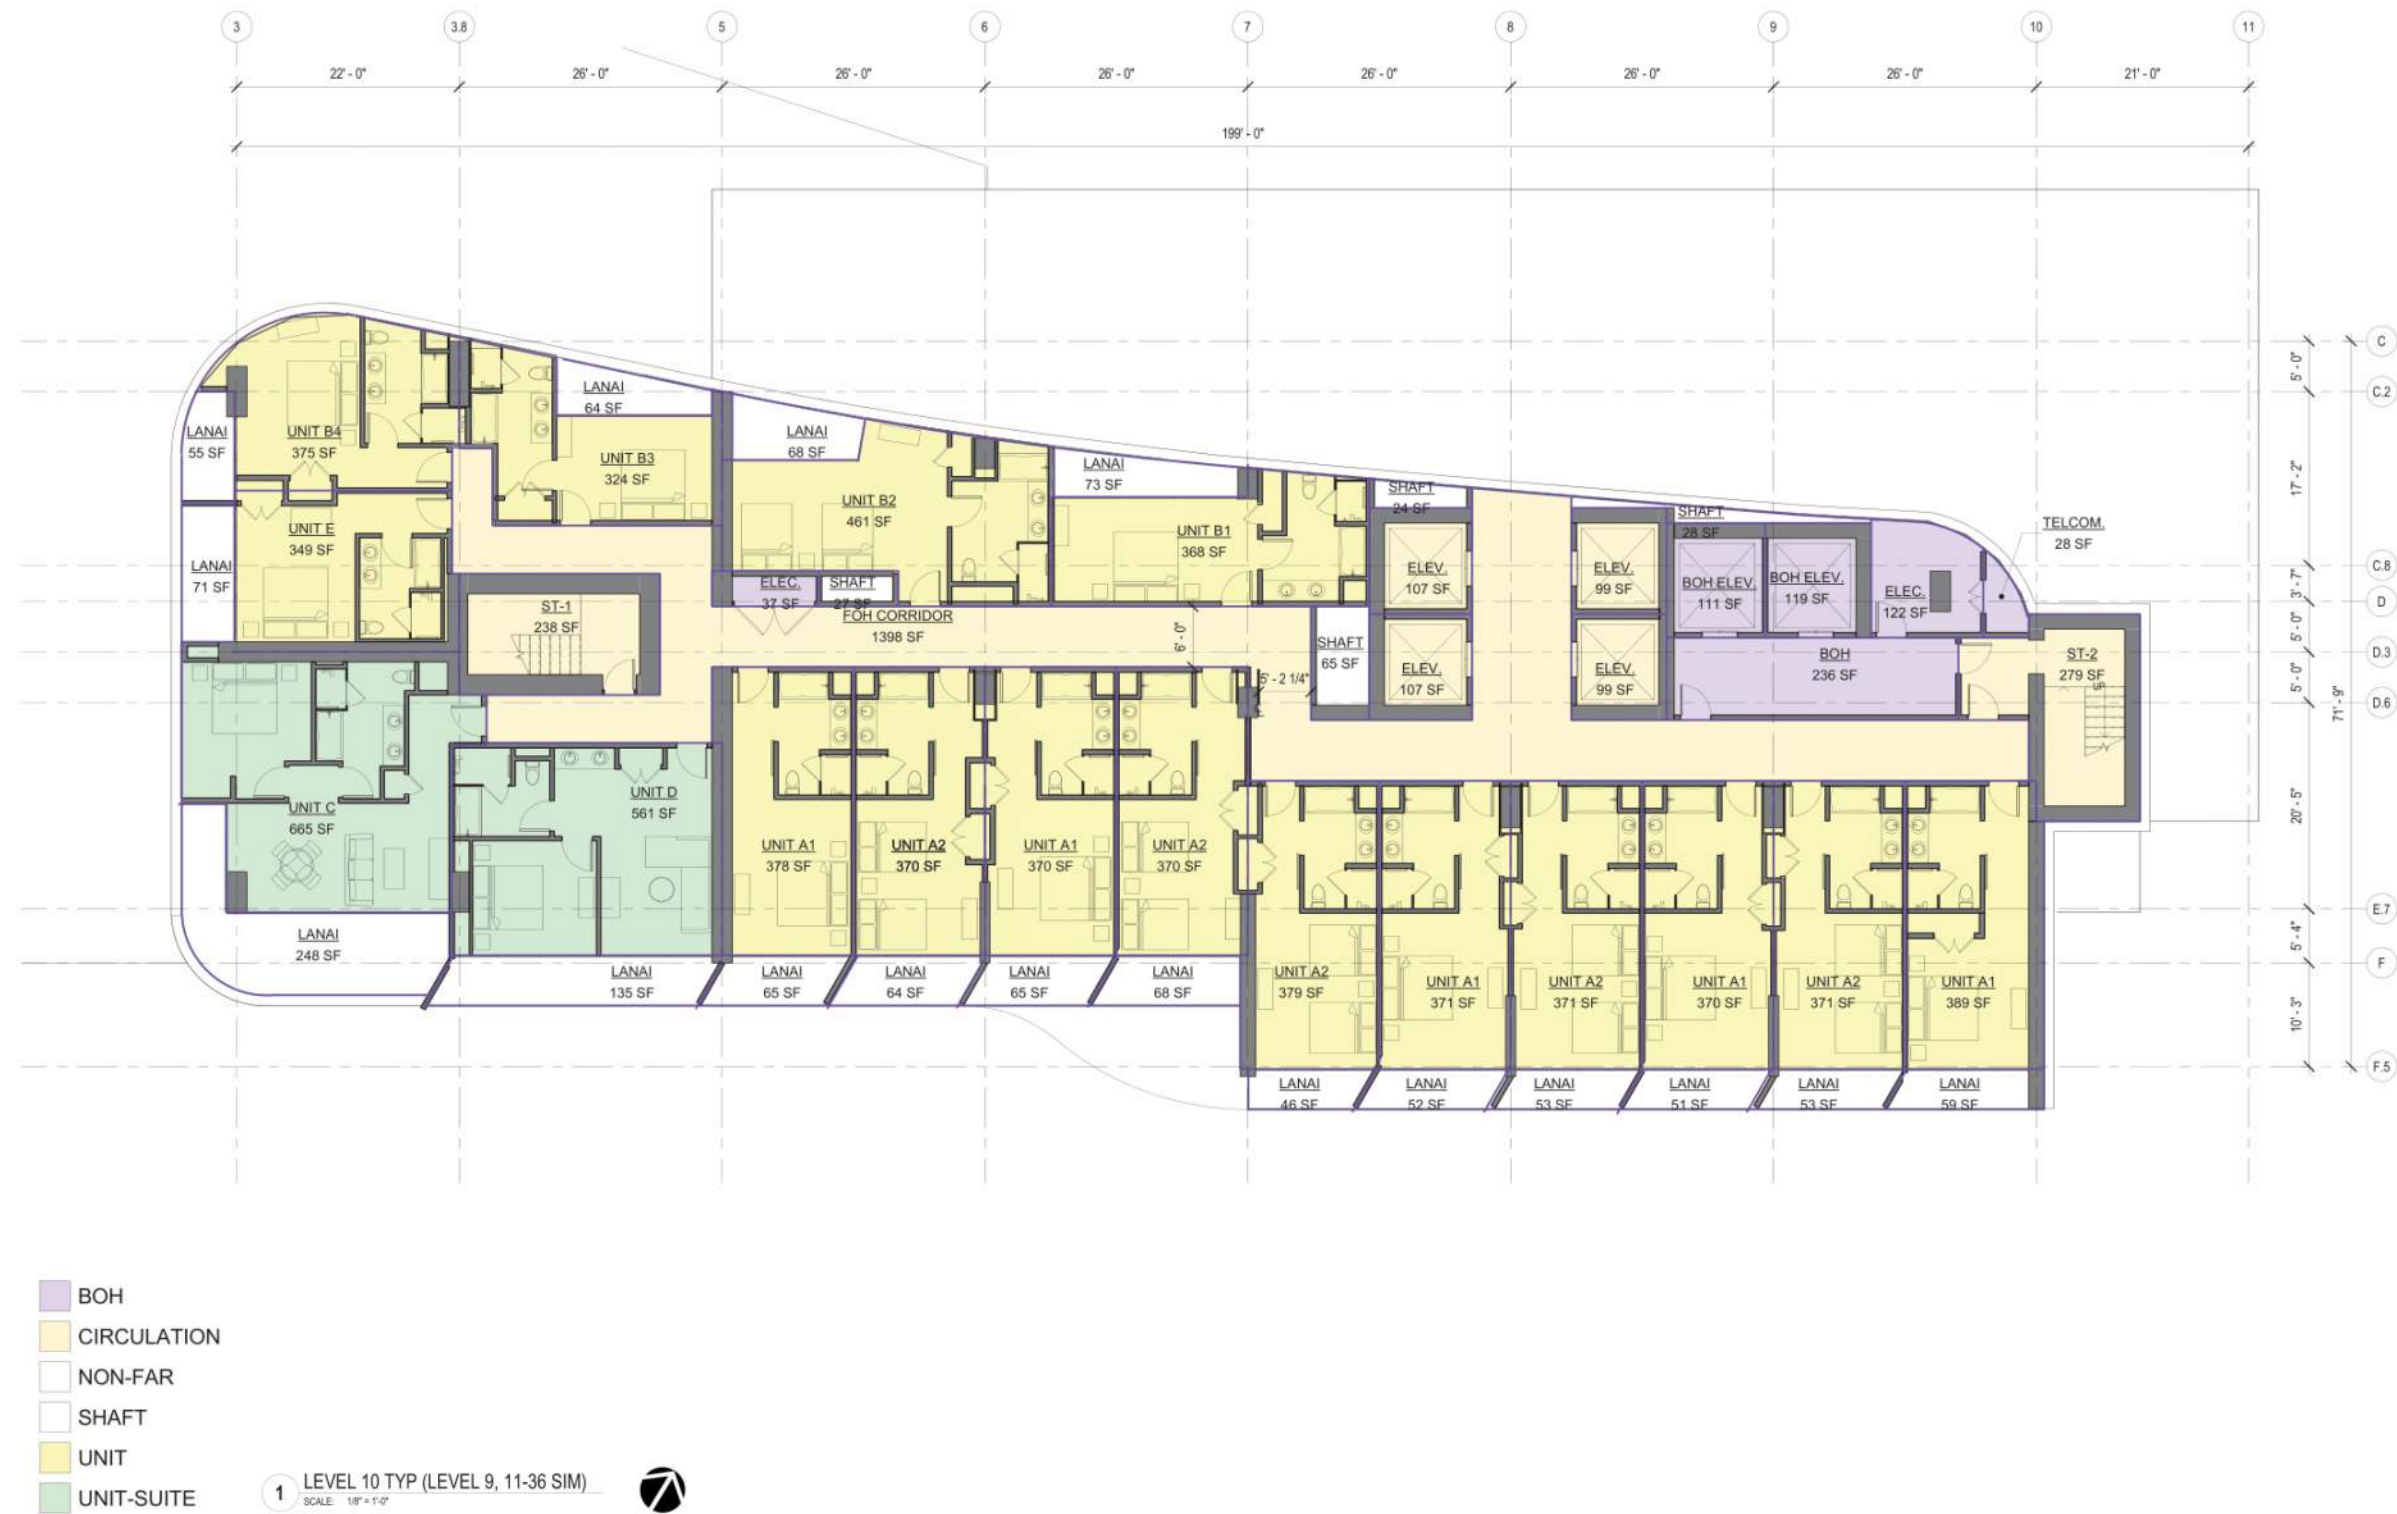 3 3.8 5 6 7 8 9 10 11
22' - 0" 26' - 0" 26' - 0" 26' - 0" 26' - 0" 26' - 0" 26' - 0" 21' - 0"
199' - 0"
C
5' - 0"
C.2
17' - 2"
C.8
3' - 7"
D
5' - 0"
D.3
5' - 0"
D.6
71' - 9"
20' - 5"
E.7
5' - 4"
F
10' - 3"
F.5
LANAI
64 SF
LANAI
55 SF
UNIT B4
375 SF
UNIT B3
324 SF
LANAI
68 SF
UNIT B2
461 SF
LANAI
73 SF
UNIT B1
368 SF
SHAFT
24 SF
SHAFT
28 SF
TELCOM.
28 SF
UNIT E
349 SF
LANAI
71 SF
ST-1
238 SF
ELEC.
37 SF
SHAFT
27 SF
FOH CORRIDOR
1398 SF
6' - 0"
SHAFT
65 SF
5' - 2 1/4"
ELEV.
107 SF
ELEV.
99 SF
BOH ELEV.
111 SF
BOH ELEV.
119 SF
ELEC.
122 SF
ELEV.
107 SF
ELEV.
99 SF
BOH
236 SF
ST-2
279 SF
UP
UNIT C
665 SF
UNIT D
561 SF
UNIT A1
378 SF
UNIT A2
370 SF
UNIT A1
370 SF
UNIT A2
370 SF
LANAI
248 SF
LANAI
135 SF
LANAI
65 SF
LANAI
64 SF
LANAI
65 SF
LANAI
68 SF
UNIT A2
379 SF
UNIT A1
371 SF
UNIT A2
371 SF
UNIT A1
370 SF
UNIT A2
371 SF
UNIT A1
389 SF
LANAI
46 SF
LANAI
52 SF
LANAI
53 SF
LANAI
51 SF
LANAI
53 SF
LANAI
59 SF
BOH
CIRCULATION
NON-FAR
SHAFT
UNIT
UNIT-SUITE
1 LEVEL 10 TYP (LEVEL 9, 11-36 SIM)
SCALE: 1/8" = 1'-0"